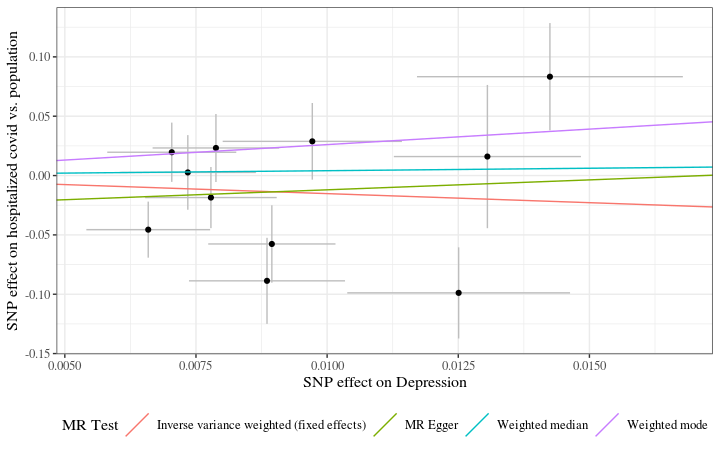 SNP effect on hospitalized covid vs. population
0.10
0.05
0.00
-0.05
-0.10
-0.15
0.0050 0.0075 0.0100 0.0125 0.0150
SNP effect on Depression
MR Test Inverse variance weighted (fixed effects) MR Egger Weighted median Weighted mode